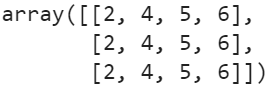 array([[2, 4, 5, 6],
       [2, 4, 5, 6],
       [2, 4, 5, 6]])